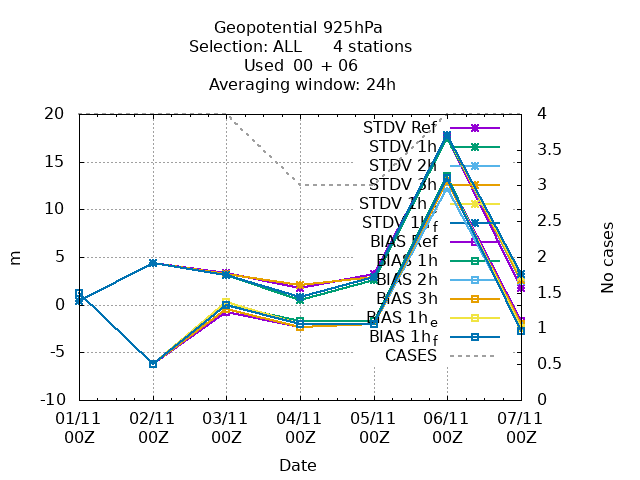 Geopotential 925hPa
Selection: ALL 4 stations
Used 00 + 06
Averaging window: 24h
20
15
10
5
0
-5
-10
m
4
3.5
3
2.5
2
1.5
1
0.5
0
No cases
STDV Ref
STDV 1h
STDV 2h
STDV 3h
STDV 1h
STDV 1hf
BIAS Ref
BIAS 1h
BIAS 2h
BIAS 3h
BIAS 1he
BIAS 1hf
CASES
01/11 02/11 03/11 04/11 05/11 06/11 07/11
00Z 00Z 00Z 00Z 00Z 00Z 00Z
Date